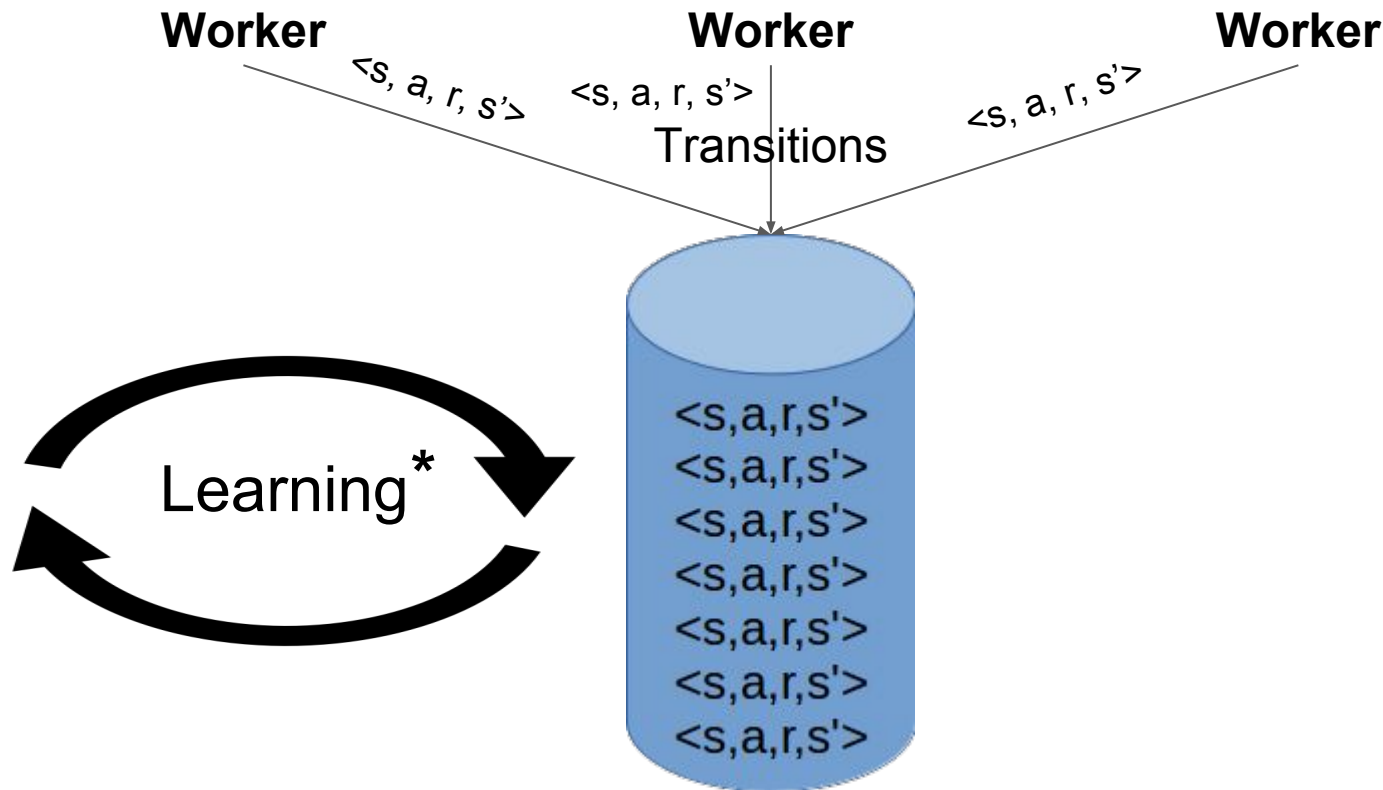 Worker
Worker
Worker
<s, a, r, s’>
<s, a, r, s’>
<s, a, r, s’>
Transitions
Learning*
<s,a,r,s'>
<s,a,r,s'>
<s,a,r,s'>
<s,a,r,s'>
<s,a,r,s'>
<s,a,r,s'>
<s,a,r,s'>